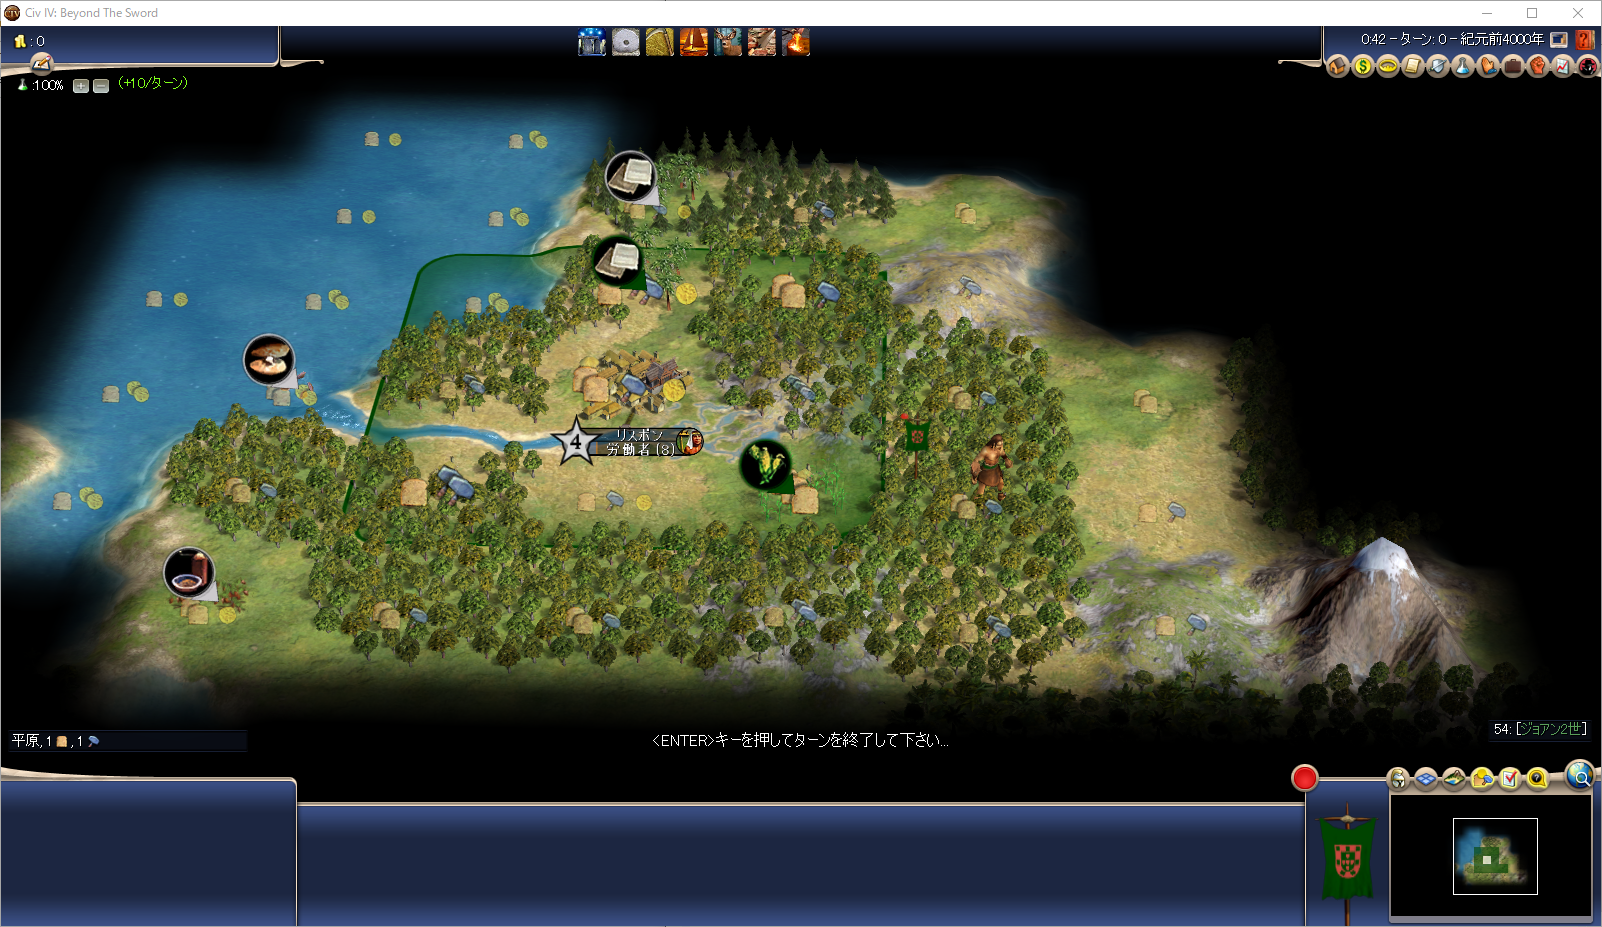 Civ IV: Beyond The Sword
: 0
0:42 - ターン: 0 - 紀元前4000年
:100%
(+10/ターン)
4
リスボン
労働者 (8)
平原, 1 , 1
<ENTER>キーを押してターンを終了して下さい...
54: [ジョアン2世]